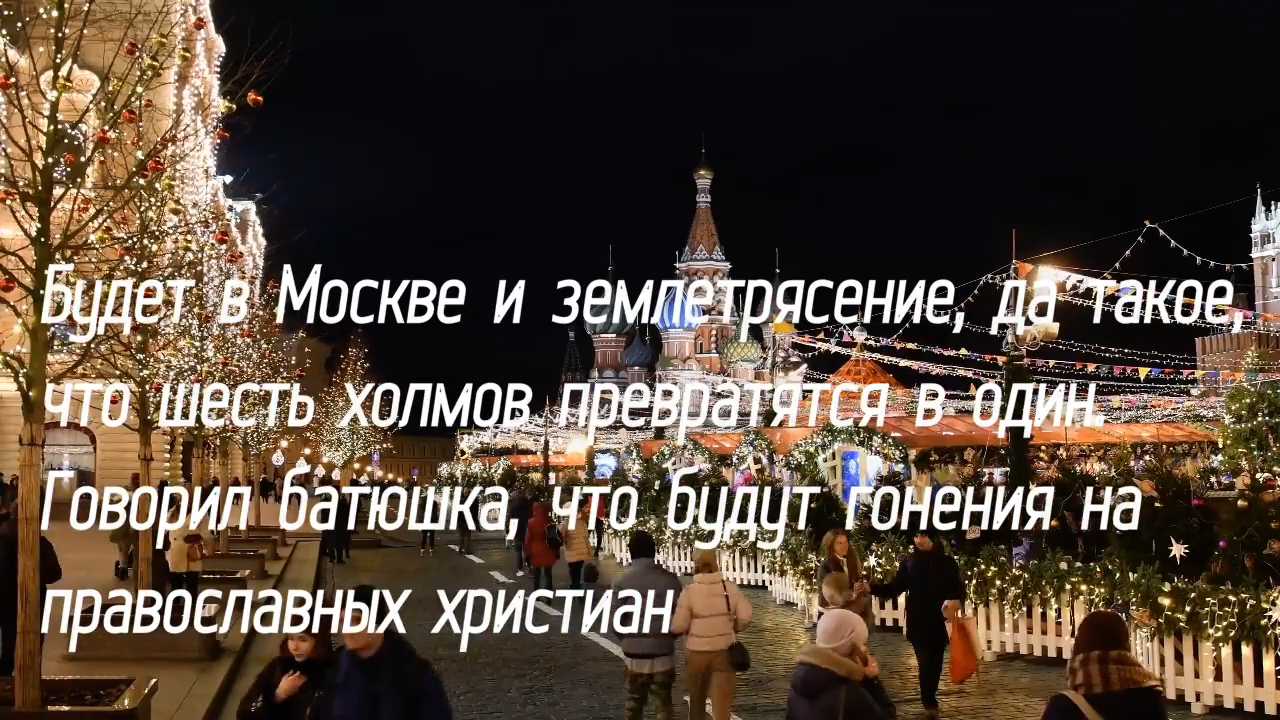 Будет в Москве и землетрясение, да такое,
что шесть холмов превратятся в один.
Говорил батюшка, что будут гонения на
православных христиан